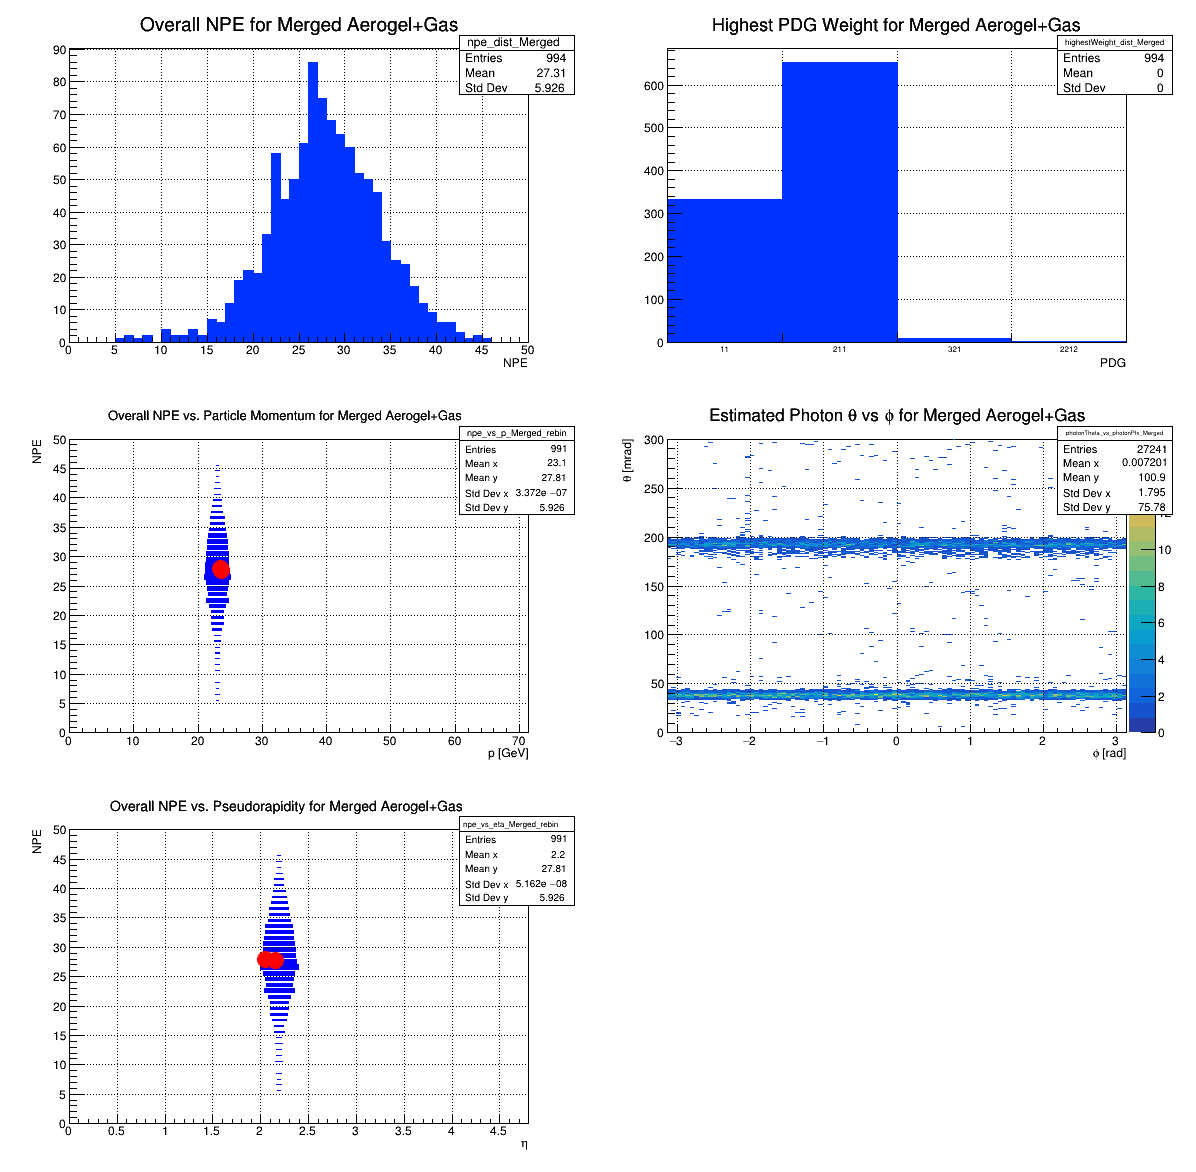 Overall NPE for Merged Aerogel+Gas
npe_dist_Merged
Entries 994
Mean 27.31
Std Dev 5.926
90
80
70
60
50
40
30
20
10
0
0 5 10 15 20 25 30 35 40 45 50
NPE
Highest PDG Weight for Merged Aerogel+Gas
highestWeight_dist_Merged
Entries 994
Mean 0
Std Dev 0
600
500
400
300
200
100
0
11 211 321 2212
PDG
Overall NPE vs. Particle Momentum for Merged Aerogel+Gas
npe_vs_p_Merged_rebin
Entries 991
Mean x 23.1
Mean y 27.81
Std Dev x 3.372e −07
Std Dev y 5.926
NPE
50
45
40
35
30
25
20
15
10
5
0
0 10 20 30 40 50 60 70
p [GeV]
Estimated Photon θ vs ϕ for Merged Aerogel+Gas
photonTheta_vs_photonPhi_Merged
Entries 27241
Mean x 0.007201
Mean y 100.9
Std Dev x 1.795
Std Dev y 75.78
θ [mrad]
300
250
200
150
100
50
0
−3 −2 −1 0 1 2 3
ϕ [rad]
10
8
6
4
2
0
Overall NPE vs. Pseudorapidity for Merged Aerogel+Gas
npe_vs_eta_Merged_rebin
Entries 991
Mean x 2.2
Mean y 27.81
Std Dev x 5.162e −08
Std Dev y 5.926
NPE
50
45
40
35
30
25
20
15
10
5
0
0 0.5 1 1.5 2 2.5 3 3.5 4 4.5
η